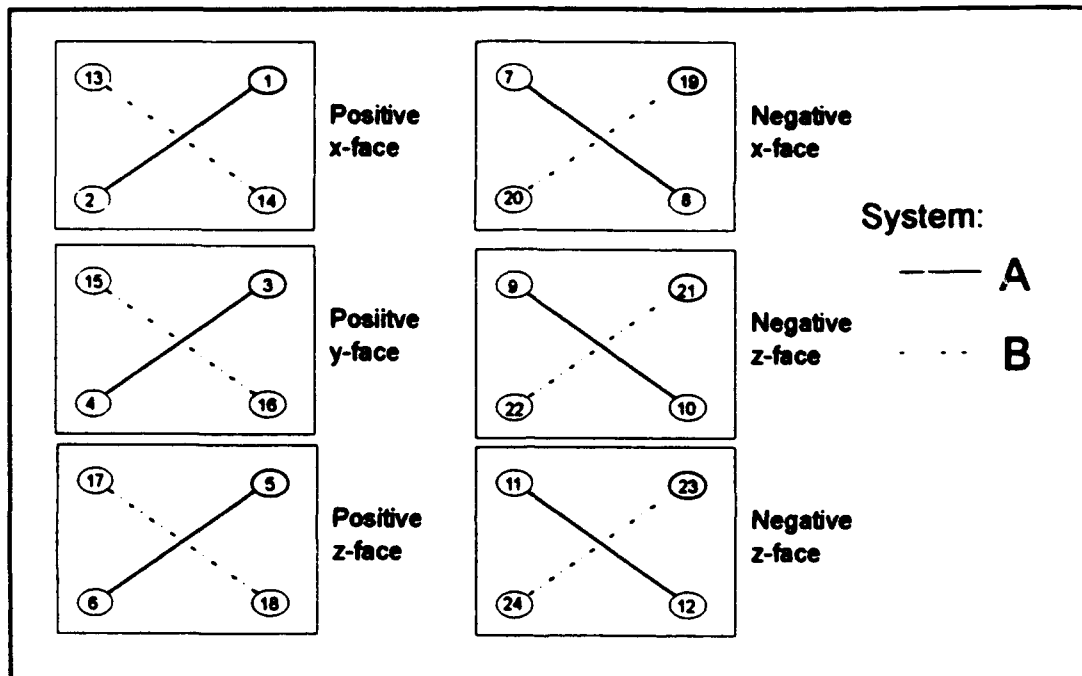 13 1
Positive
x-face
2 14
7 19
Negative
x-face
20 8
15 3
Posiitve
y-face
4 16
9 21
Negative
z-face
22 10
17 5
Positive
z-face
6 18
11 23
Negative
z-face
24 12
System:
A
B